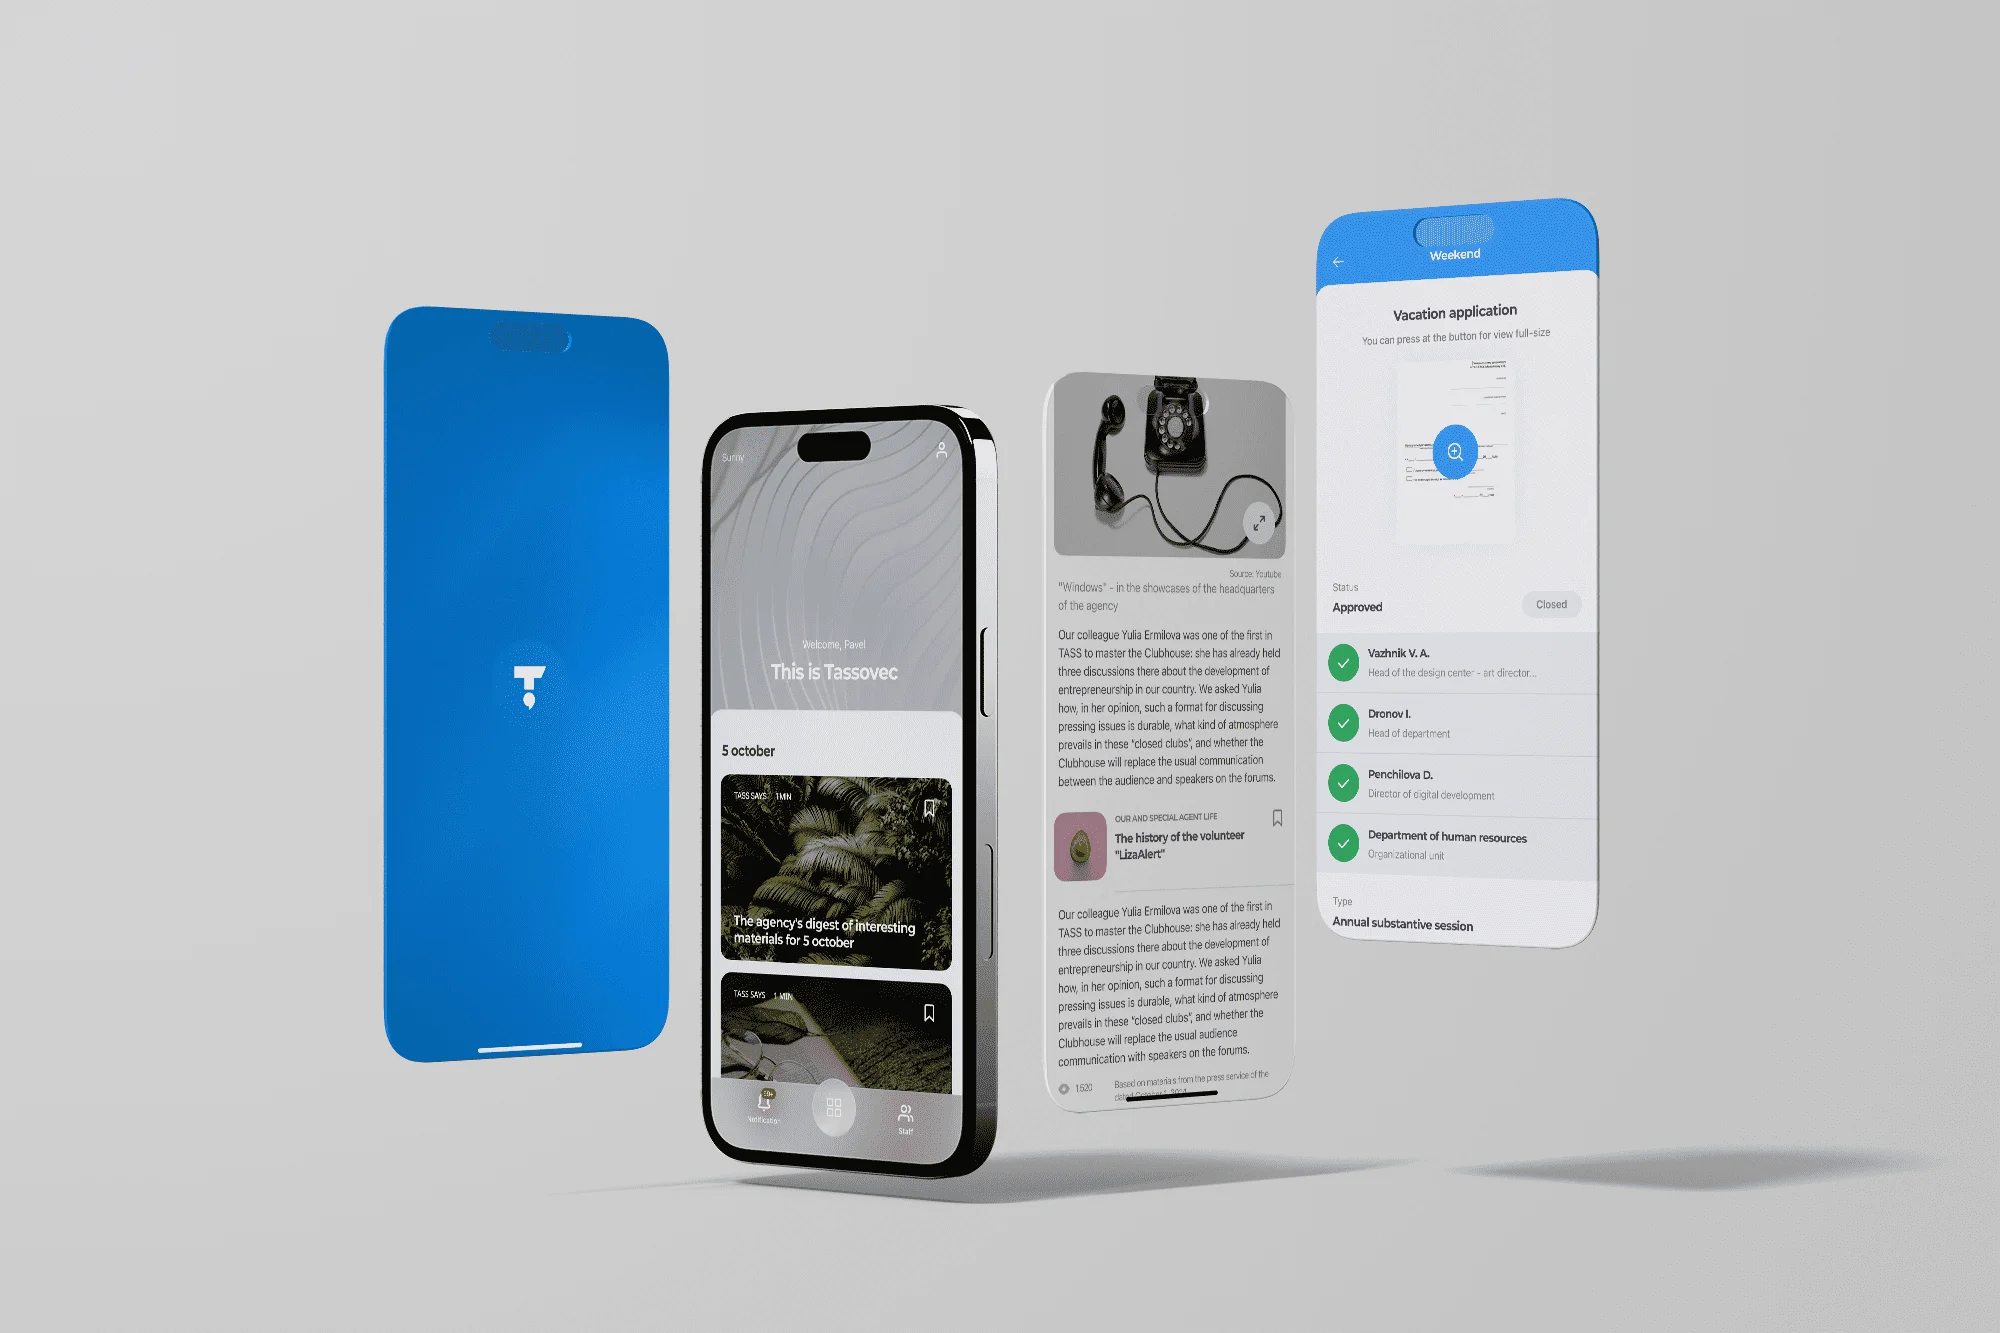 Sunny
Welcome, Pavel
This is Tassovec
5 october
TASS SAYS 1 MIN
The agency's digest of interesting
materials for 5 october
TASS SAYS 1 MIN
Notification
Staff
Source: Youtube
"Windows" - in the showcases of the headquarters
of the agency
Our colleague Yulia Ermilova was one of the first in
TASS to master the Clubhouse: she has already held
three discussions there about the development of
entrepreneurship in our country. We asked Yulia
how, in her opinion, such a format for discussing
pressing issues is durable, what kind of atmosphere
prevails in these "closed clubs", and whether the
Clubhouse will replace the usual communication
between the audience and speakers on the forums.
OUR AND SPECIAL AGENT LIFE
The history of the volunteer
"LizaAlert"
Our colleague Yulia Ermilova was one of the first in
TASS to master the Clubhouse: she has already held
three discussions there about the development of
entrepreneurship in our country. We asked Yulia
how, in her opinion, such a format for discussing
pressing issues is durable, what kind of atmosphere
prevails in these "closed clubs", and whether the
Clubhouse will replace the usual audience
communication with speakers on the forums.
1520
Based on materials from the press service of the
dated
Weekend
Vacation application
You can press at the button for view full-size
Status
Approved
Closed
Vazhnik V. A.
Head of the design center - art director...
Dronov I.
Head of department
Penchilova D.
Director of digital development
Department of human resources
Organizational unit
Type
Annual substantive session